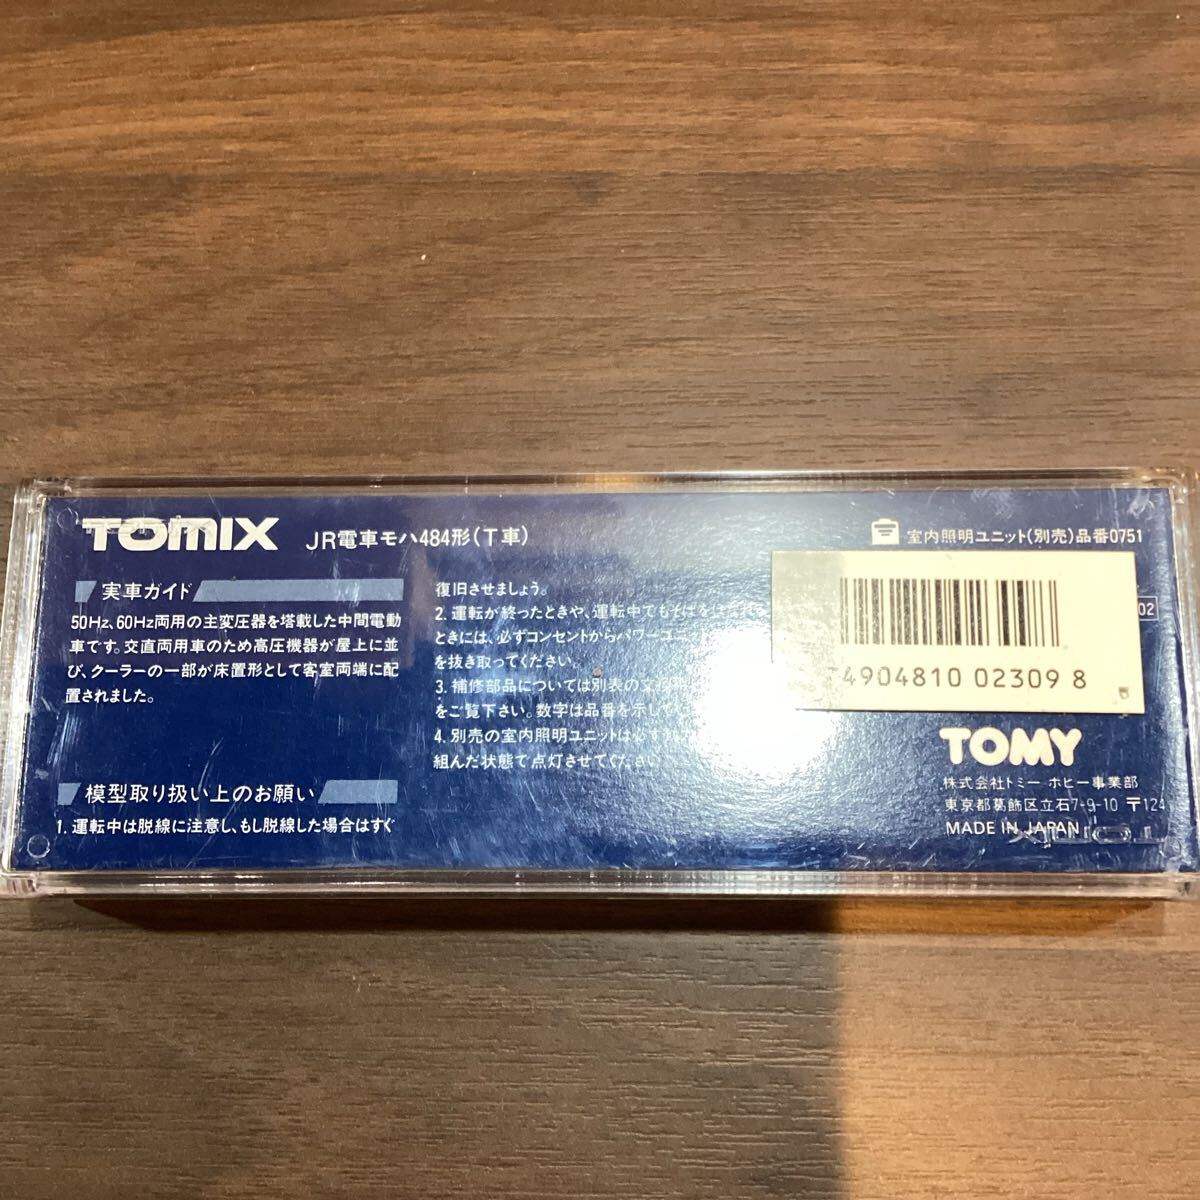 TOMIX
JR電車モハ484形(T車)
室内照明ユニット(別売)品番0751
実車ガイド
50Hz、60Hz両用の主変圧器を塔載した中間電動
車です。交直両用車のため高圧機器が屋上に並
び、クーラーの一部が床置形として客室両端に配
置されました。
模型取り扱い上のお願い
1. 運転中は脱線に注意し、もし脱線した場合はすぐ
復旧させましょう。
2. 運転が終ったときや、運転中でもそばをはなれる
ときには、必ずコンセントからパワーユニット
を抜き取ってください。
3. 補修部品については別表の
をご覧下さい。数字は品番を示して
4. 別売の室内照明ユニットは必ず
組んだ状態で点灯させてください
02
4904810 02309 8
TOMY
株式会社トミー ホビー事業部
東京都葛飾区立石7-9-10 〒124
MADE IN JAPAN